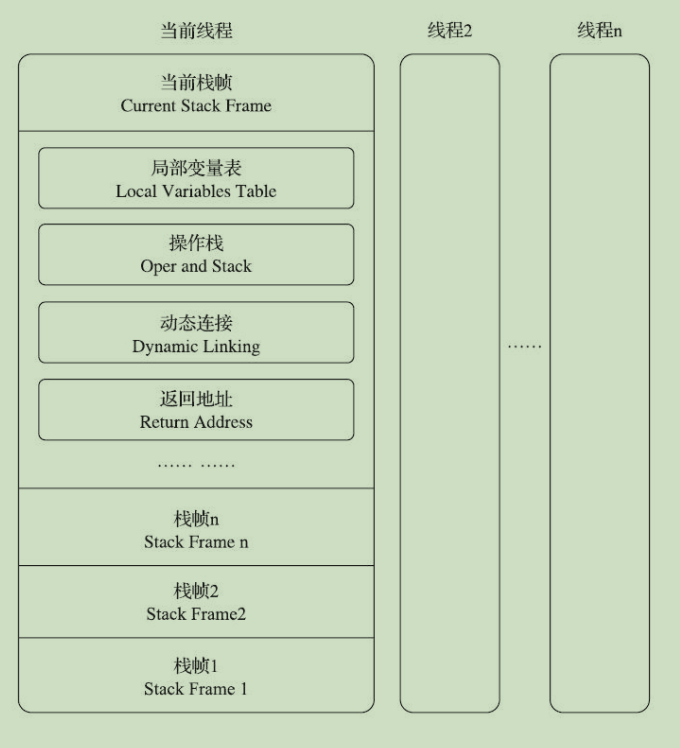 当前线程
线程2
线程n
当前栈帧
Current Stack Frame
局部变量表
Local Variables Table
操作栈
Oper and Stack
动态连接
Dynamic Linking
返回地址
Return Address
…… ……
……
栈帧n
Stack Frame n
栈帧2
Stack Frame2
栈帧1
Stack Frame 1